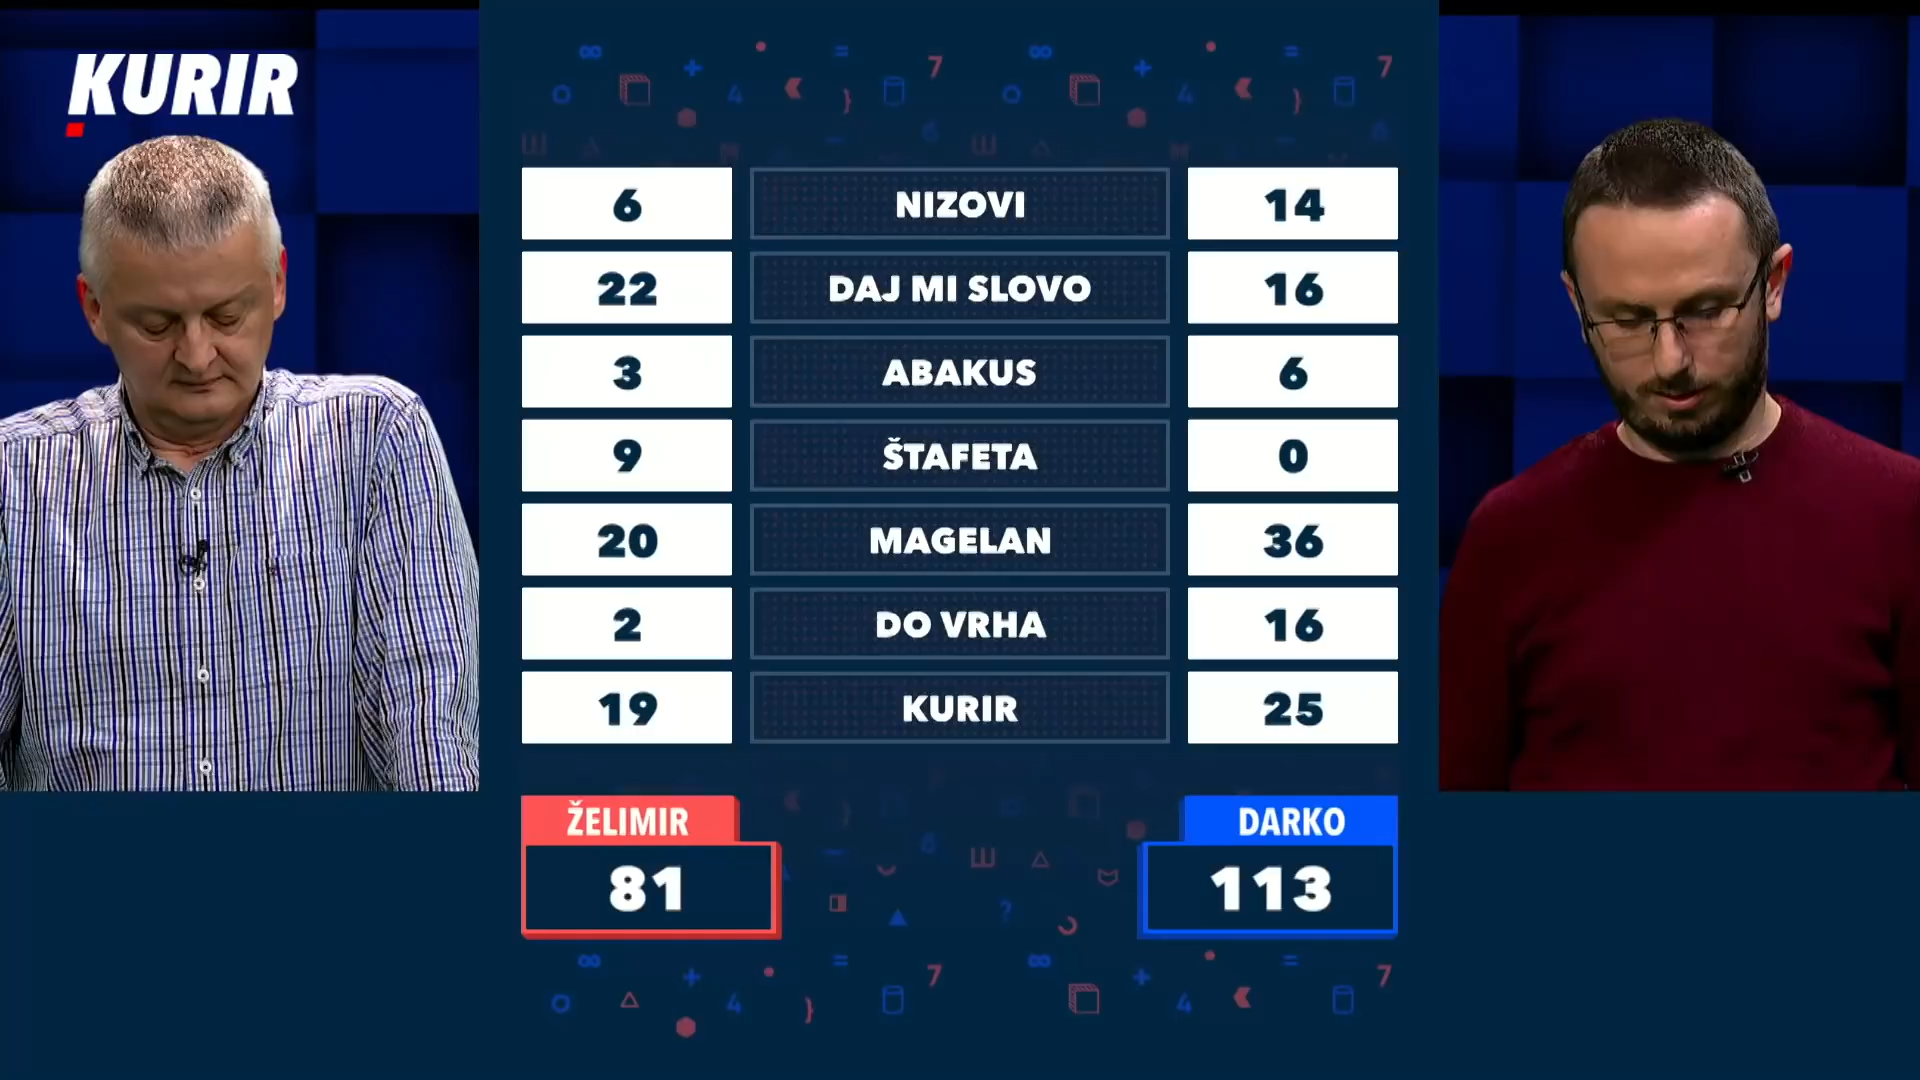 KURIR
6 NIZOVI 14
22 DAJ MI SLOVO 16
3 ABAKUS 6
9 ŠTAFETA 0
20 MAGELAN 36
2 DO VRHA 16
19 KURIR 25
ŽELIMIR DARKO
81 113